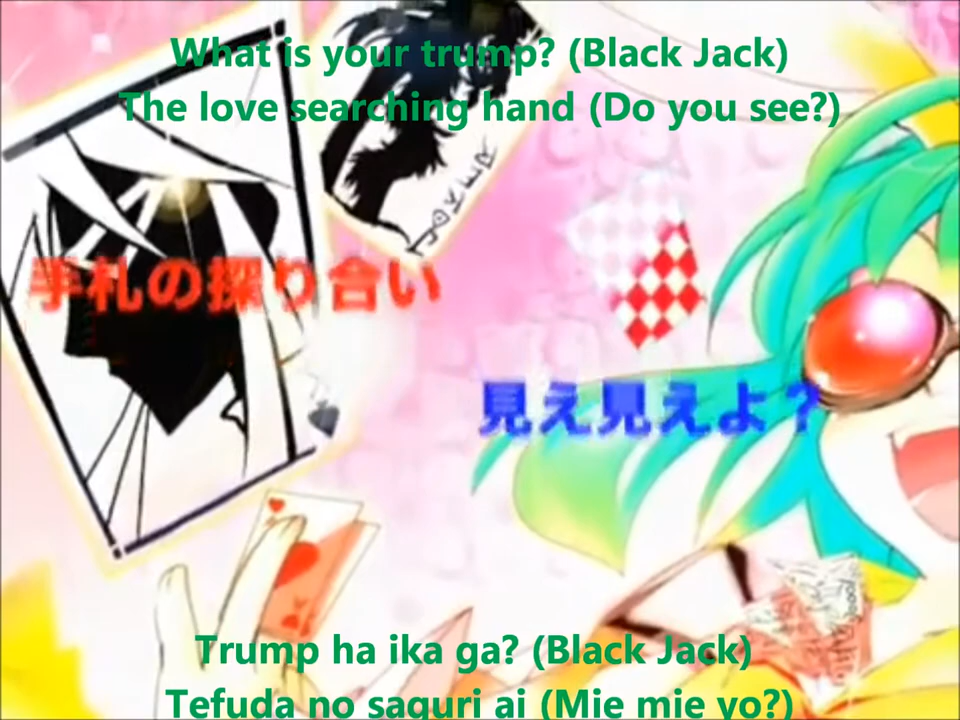 What is your trump? (Black Jack)
The love searching hand (Do you see?)
JOKER
手札の探り合い
見え見えよ?
Trump ha ika ga? (Black Jack)
Tefuda no saguri ai (Mie mie yo?)